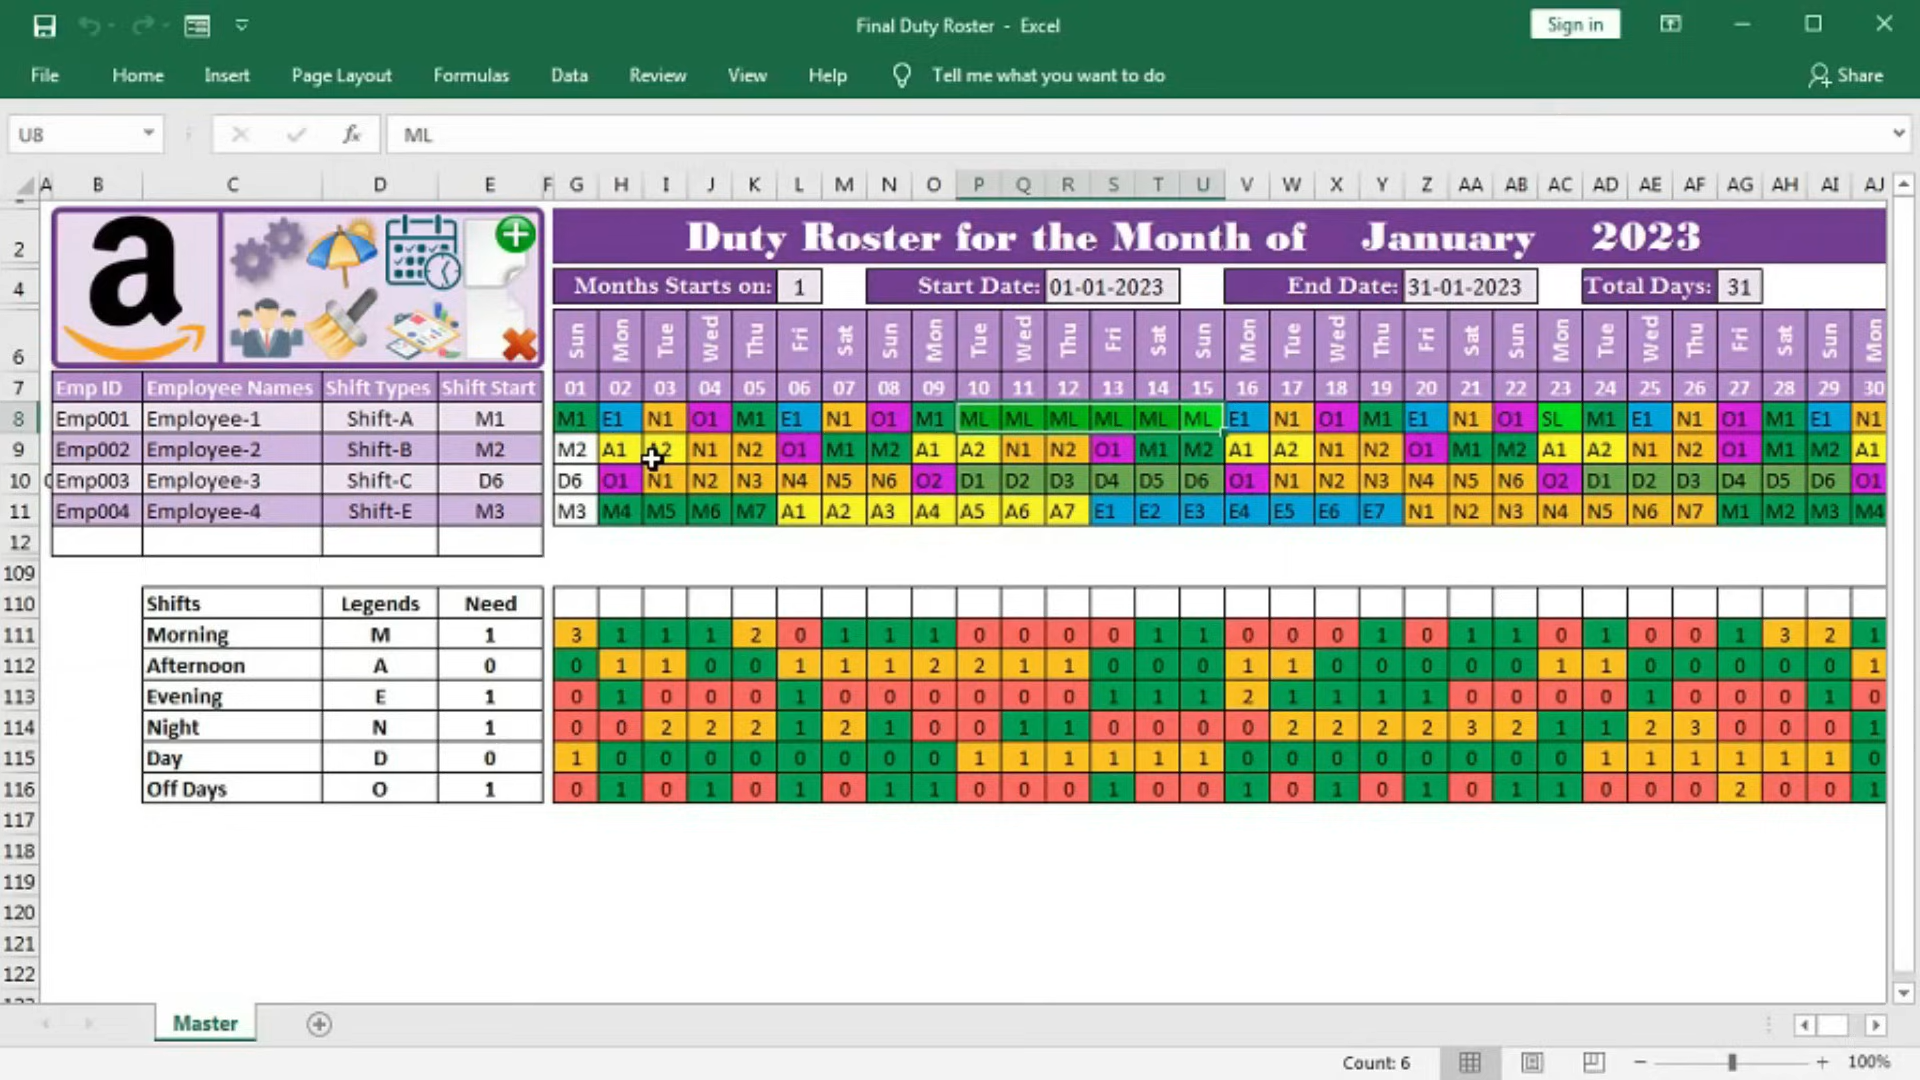 Final Duty Roster - Excel
Sign in
File Home Insert Page Layout Formulas Data Review View Help Tell me what you want to do Share
U8 fx ML
A B C D E F G H I J K L M N O P Q R S T U V W X Y Z AA AB AC AD AE AF AG AH AI AJ
a
2 Duty Roster for the Month of January 2023
4 Months Starts on: 1 Start Date: 01-01-2023 End Date: 31-01-2023 Total Days: 31
6 Sun Mon Tue Wed Thu Fri Sat Sun Mon Tue Wed Thu Fri Sat Sun Mon Tue Wed Thu Fri Sat Sun Mon Tue Wed Thu Fri Sat Sun Mon
7 Emp ID Employee Names Shift Types Shift Start 01 02 03 04 05 06 07 08 09 10 11 12 13 14 15 16 17 18 19 20 21 22 23 24 25 26 27 28 29 30
8 Emp001 Employee-1 Shift-A M1 M1 E1 N1 O1 M1 E1 N1 O1 M1 ML ML ML ML ML ML E1 N1 O1 M1 E1 N1 O1 SL M1 E1 N1 O1 M1 E1 N1
9 Emp002 Employee-2 Shift-B M2 M2 A1 A2 N1 N2 O1 M1 M2 A1 A2 N1 N2 O1 M1 M2 A1 A2 N1 N2 O1 M1 M2 A1 A2 N1 N2 O1 M1 M2 A1
10 Emp003 Employee-3 Shift-C D6 D6 O1 N1 N2 N3 N4 N5 N6 O2 D1 D2 D3 D4 D5 D6 O1 N1 N2 N3 N4 N5 N6 O2 D1 D2 D3 D4 D5 D6 O1
11 Emp004 Employee-4 Shift-E M3 M3 M4 M5 M6 M7 A1 A2 A3 A4 A5 A6 A7 E1 E2 E3 E4 E5 E6 E7 N1 N2 N3 N4 N5 N6 N7 M1 M2 M3 M4
12
109
110 Shifts Legends Need
111 Morning M 1 3 1 1 1 2 0 1 1 1 0 0 0 0 1 1 0 0 0 1 0 1 1 0 1 0 0 1 3 2 1
112 Afternoon A 0 0 1 1 0 0 1 1 1 2 2 1 1 0 0 0 1 1 0 0 0 0 0 1 1 0 0 0 0 0 1
113 Evening E 1 0 1 0 0 0 1 0 0 0 0 0 0 1 1 1 2 1 1 1 1 0 0 0 0 1 0 0 0 1 0
114 Night N 1 0 0 2 2 2 1 2 1 0 0 1 1 0 0 0 0 2 2 2 2 3 2 1 1 2 3 0 0 0 1
115 Day D 0 1 0 0 0 0 0 0 0 0 1 1 1 1 1 1 0 0 0 0 0 0 0 0 1 1 1 1 1 1 0
116 Off Days O 1 0 1 0 1 0 1 0 1 1 0 0 0 1 0 0 1 0 1 0 1 0 1 1 0 0 0 2 0 0 1
117
118
119
120
121
122
Master
Count: 6 100%